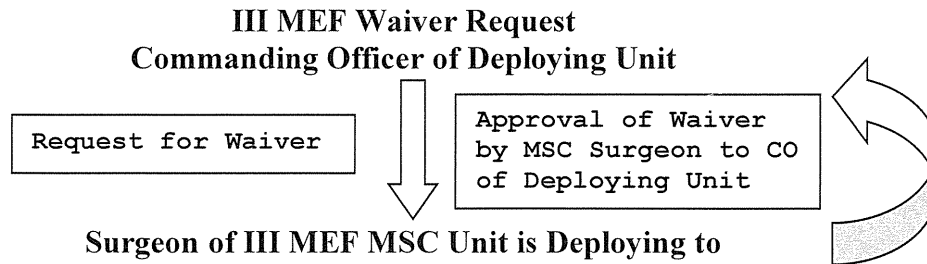 III MEF Waiver Request
Commanding Officer of Deploying Unit
Request for Waiver
Approval of Waiver
by MSC Surgeon to CO
of Deploying Unit
Surgeon of III MEF MSC Unit is Deploying to